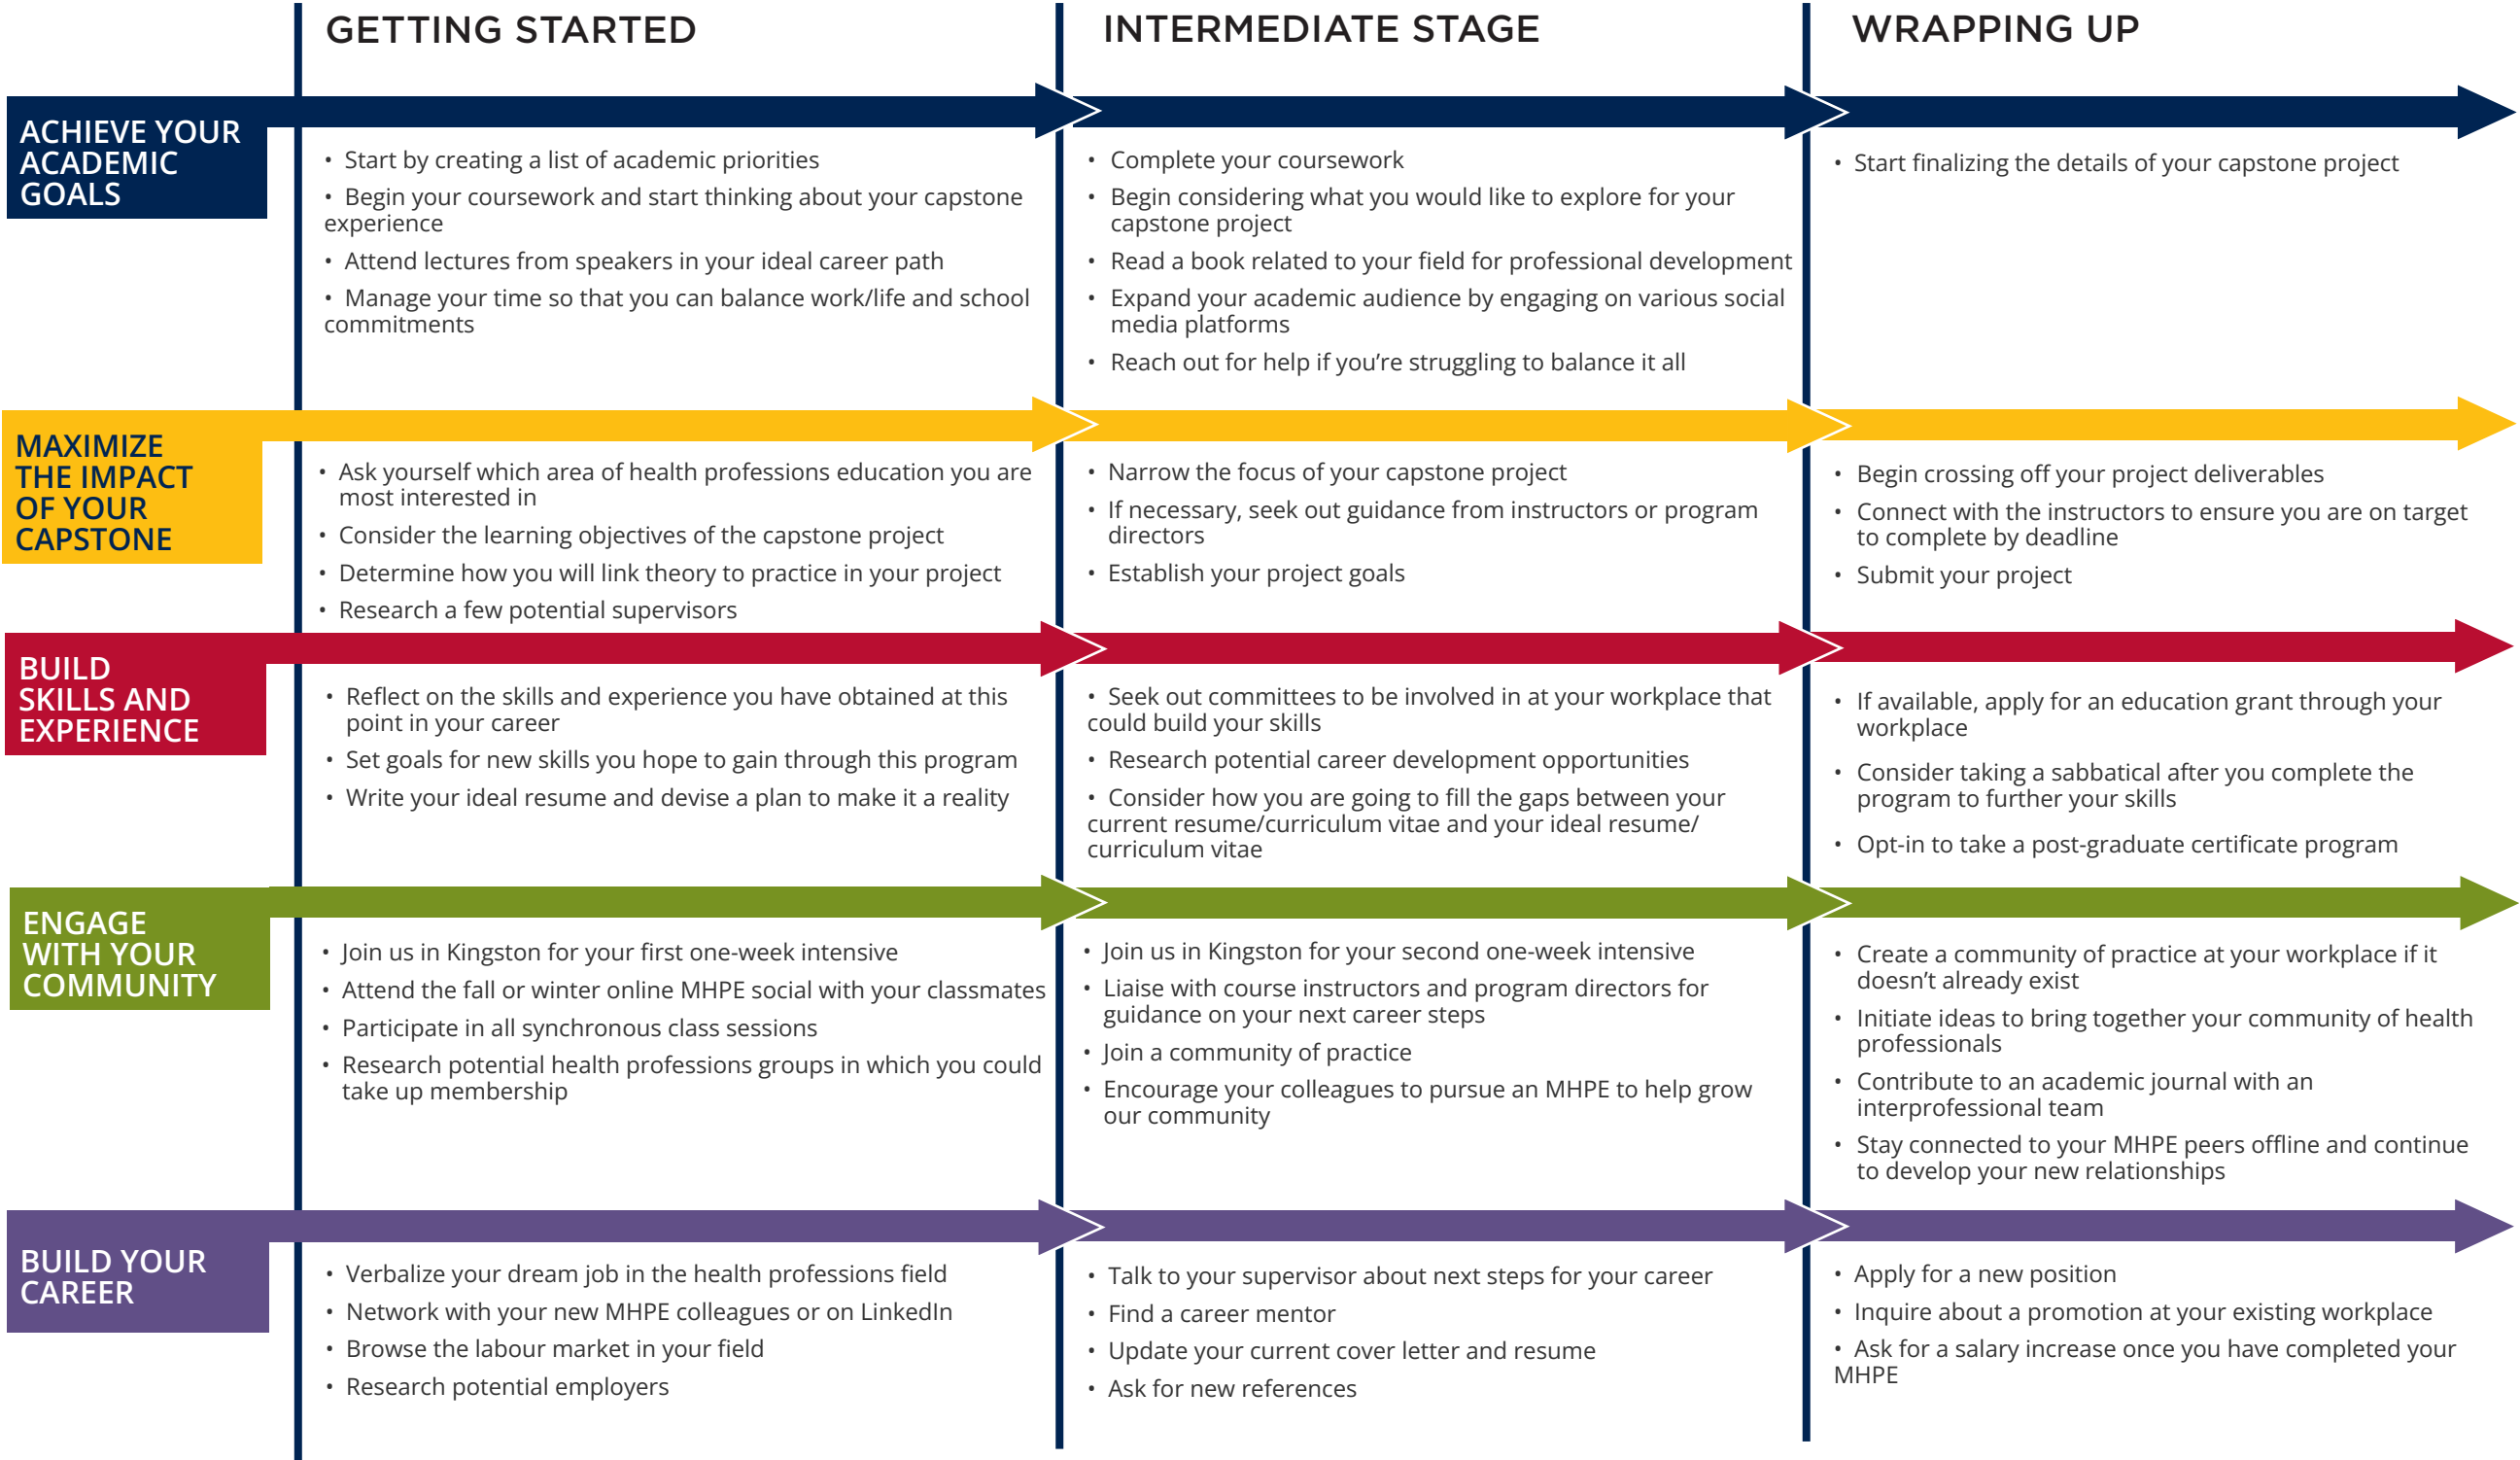 GETTING STARTED
INTERMEDIATE STAGE
WRAPPING UP
ACHIEVE YOUR
ACADEMIC
GOALS
• Start by creating a list of academic priorities
• Begin your coursework and start thinking about your capstone
experience
• Attend lectures from speakers in your ideal career path
• Manage your time so that you can balance work/life and school
commitments
• Complete your coursework
• Begin considering what you would like to explore for your
capstone project
• Read a book related to your field for professional development
• Expand your academic audience by engaging on various social
media platforms
• Reach out for help if you’re struggling to balance it all
• Start finalizing the details of your capstone project
MAXIMIZE
THE IMPACT
OF YOUR
CAPSTONE
• Ask yourself which area of health professions education you are
most interested in
• Consider the learning objectives of the capstone project
• Determine how you will link theory to practice in your project
• Research a few potential supervisors
• Narrow the focus of your capstone project
• If necessary, seek out guidance from instructors or program
directors
• Establish your project goals
• Begin crossing off your project deliverables
• Connect with the instructors to ensure you are on target
to complete by deadline
• Submit your project
BUILD
SKILLS AND
EXPERIENCE
• Reflect on the skills and experience you have obtained at this
point in your career
• Set goals for new skills you hope to gain through this program
• Write your ideal resume and devise a plan to make it a reality
• Seek out committees to be involved in at your workplace that
could build your skills
• Research potential career development opportunities
• Consider how you are going to fill the gaps between your
current resume/curriculum vitae and your ideal resume/
curriculum vitae
• If available, apply for an education grant through your
workplace
• Consider taking a sabbatical after you complete the
program to further your skills
• Opt-in to take a post-graduate certificate program
ENGAGE
WITH YOUR
COMMUNITY
• Join us in Kingston for your first one-week intensive
• Attend the fall or winter online MHPE social with your classmates
• Participate in all synchronous class sessions
• Research potential health professions groups in which you could
take up membership
• Join us in Kingston for your second one-week intensive
• Liaise with course instructors and program directors for
guidance on your next career steps
• Join a community of practice
• Encourage your colleagues to pursue an MHPE to help grow
our community
• Create a community of practice at your workplace if it
doesn’t already exist
• Initiate ideas to bring together your community of health
professionals
• Contribute to an academic journal with an
interprofessional team
• Stay connected to your MHPE peers offline and continue
to develop your new relationships
BUILD YOUR
CAREER
• Verbalize your dream job in the health professions field
• Network with your new MHPE colleagues or on LinkedIn
• Browse the labour market in your field
• Research potential employers
• Talk to your supervisor about next steps for your career
• Find a career mentor
• Update your current cover letter and resume
• Ask for new references
• Apply for a new position
• Inquire about a promotion at your existing workplace
• Ask for a salary increase once you have completed your
MHPE